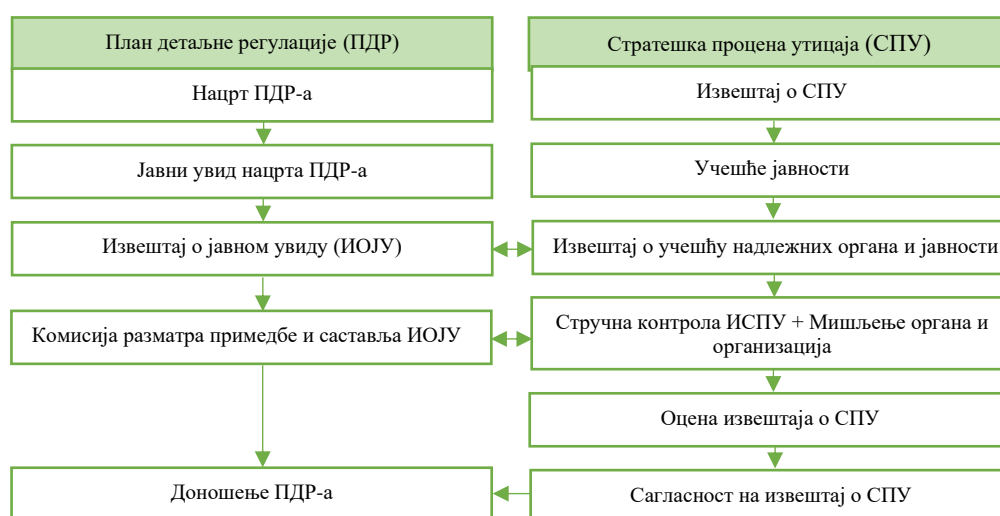 План детаљне регулације (ПДР)
Нацрт ПДР-а
Јавни увид нацрта ПДР-а
Извештај о јавном увиду (ИОЈУ)
Комисија разматра примедбе и саставља ИОЈУ
Доношење ПДР-а
Стратешка процена утицаја (СПУ)
Извештај о СПУ
Учешће јавности
Извештај о учешћу надлежних органа и јавности
Стручна контрола ИСПУ + Мишљење органа и
организација
Оцена извештаја о СПУ
Сагласност на извештај о СПУ